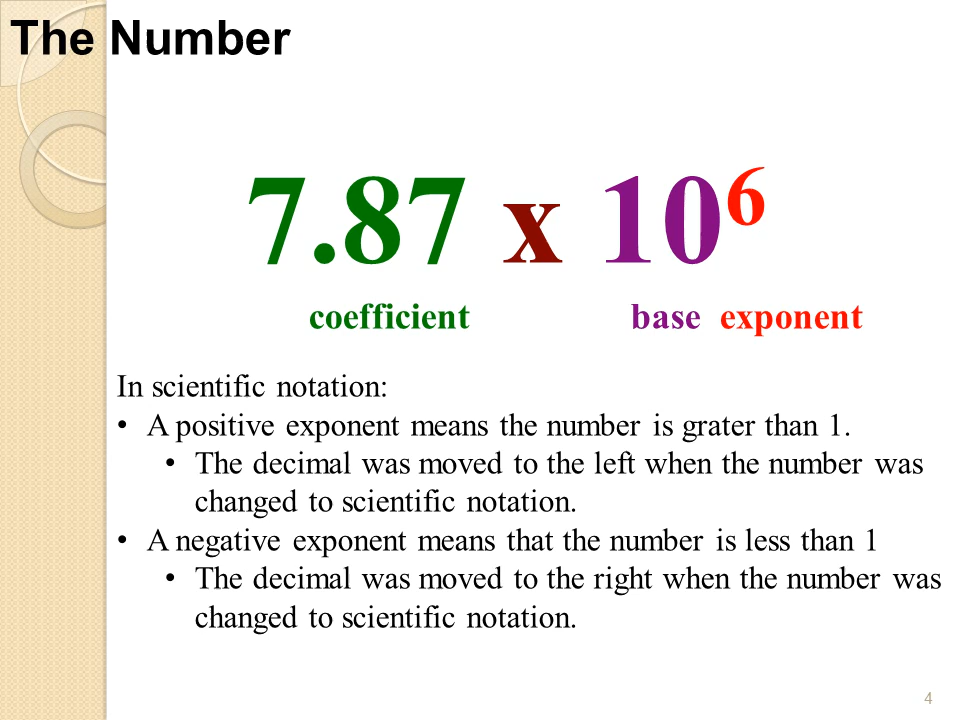 The Number
7.87 x 10⁶
coefficient base exponent
In scientific notation:
• A positive exponent means the number is grater than 1.
• The decimal was moved to the left when the number was
changed to scientific notation.
• A negative exponent means that the number is less than 1
• The decimal was moved to the right when the number was
changed to scientific notation.
4